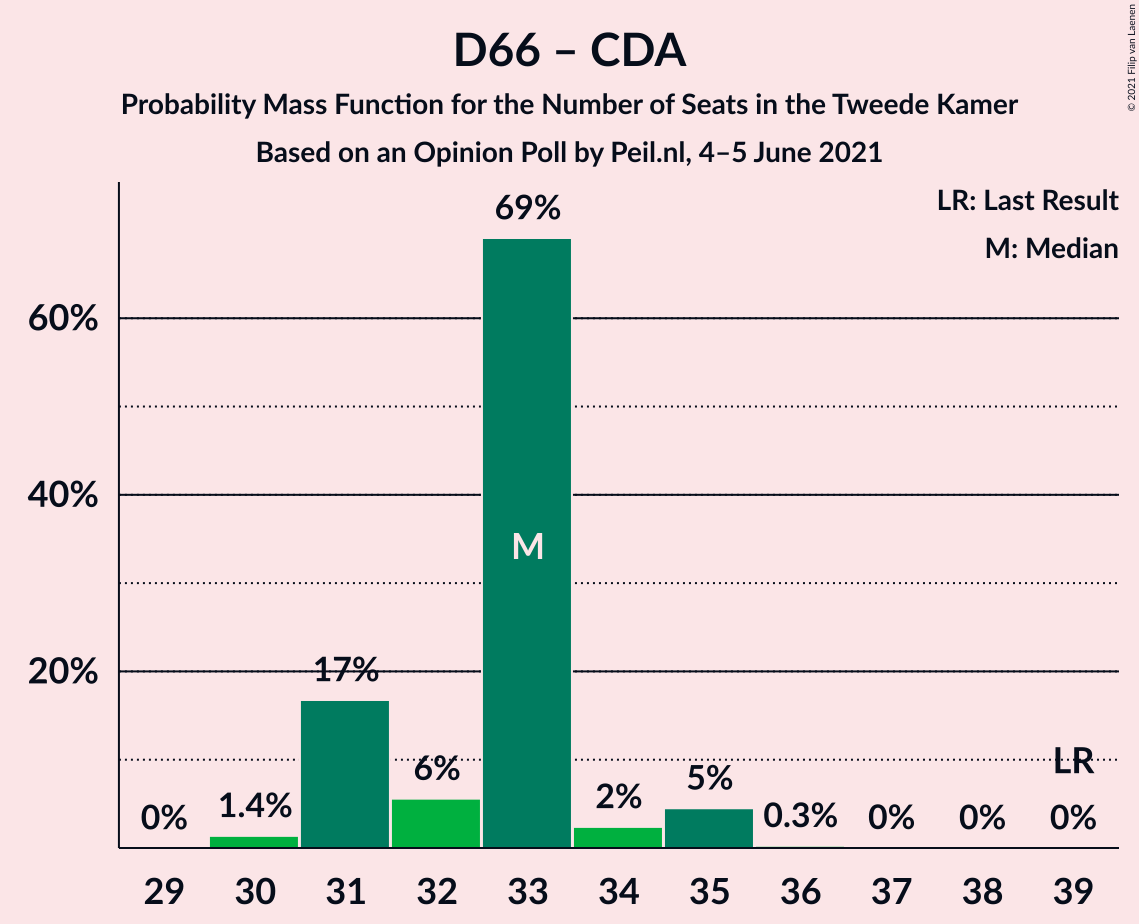 D66 – CDA
Probability Mass Function for the Number of Seats in the Tweede Kamer
Based on an Opinion Poll by Peil.nl, 4–5 June 2021
© 2021 Filip van Laenen
LR: Last Result
M: Median
69%
60%
40%
M
20%
17%
6%
5%
LR
0%
1.4%
2%
0.3%
0%
0%
0%
29 30 31 32 33 34 35 36 37 38 39